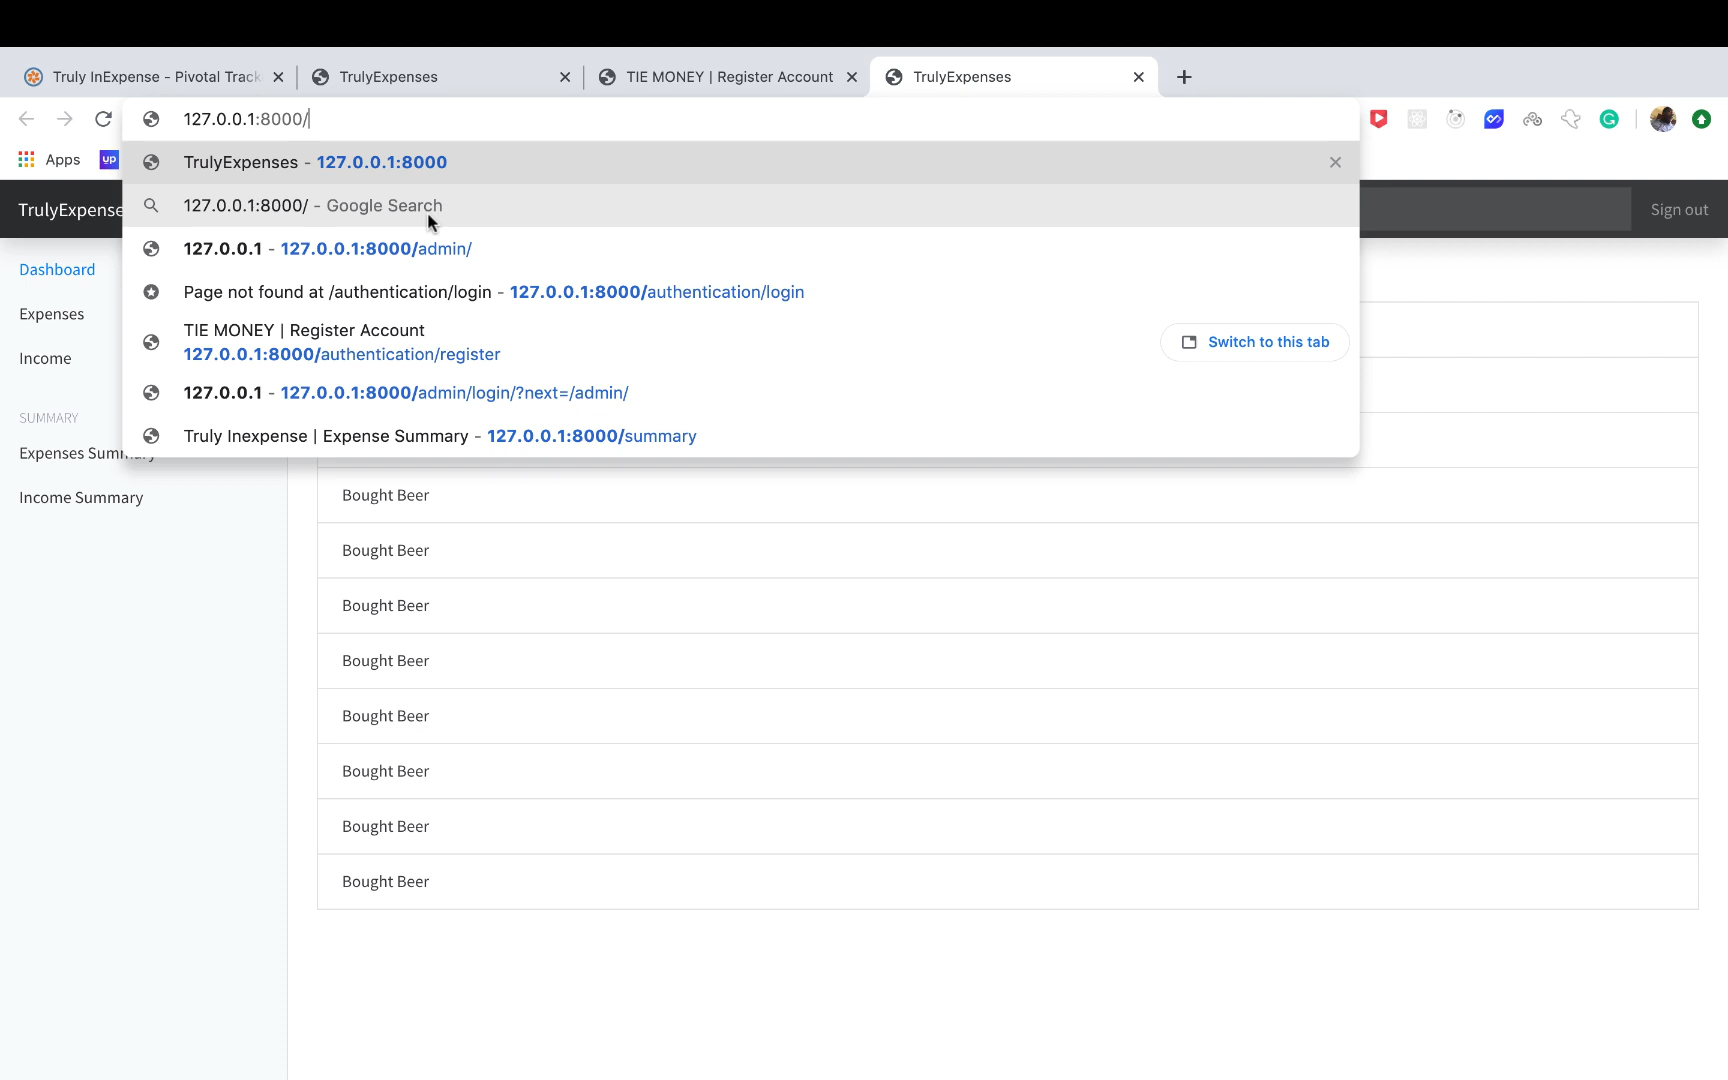 Truly InExpense - Pivotal Track
TrulyExpenses
TIE MONEY | Register Account
TrulyExpenses
127.0.0.1:8000/
Apps
up
TrulyExpenses - 127.0.0.1:8000
127.0.0.1:8000/ - Google Search
127.0.0.1 - 127.0.0.1:8000/admin/
Page not found at /authentication/login - 127.0.0.1:8000/authentication/login
TIE MONEY | Register Account
127.0.0.1:8000/authentication/register
Switch to this tab
127.0.0.1 - 127.0.0.1:8000/admin/login/?next=/admin/
Truly Inexpense | Expense Summary - 127.0.0.1:8000/summary
TrulyExpense
Sign out
Dashboard
Expenses
Income
SUMMARY
Expenses Summary
Income Summary
Bought Beer
Bought Beer
Bought Beer
Bought Beer
Bought Beer
Bought Beer
Bought Beer
Bought Beer